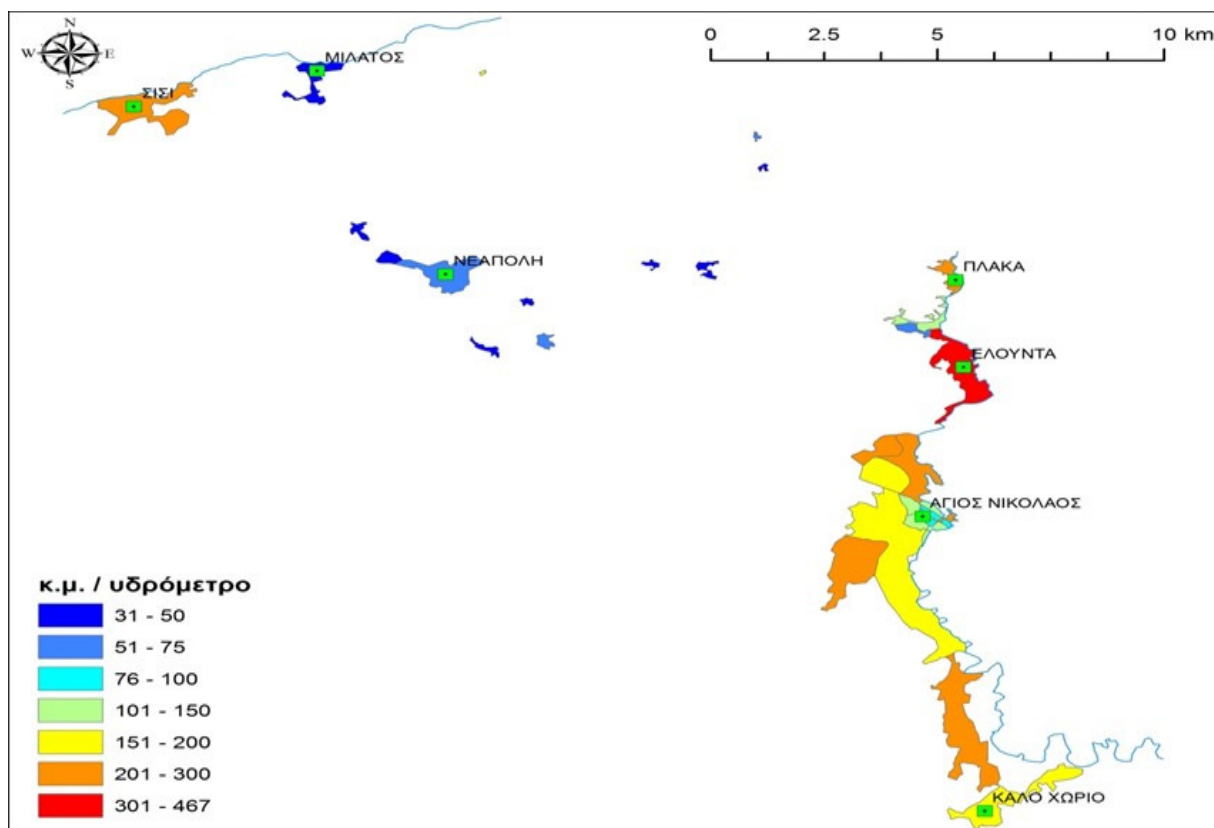 N
W E
S
0 2.5 5 10 km
ΜΙΛΑΤΟΣ
ΣΙΣΙ
ΝΕΑΠΟΛΗ
ΠΛΑΚΑ
ΕΛΟΥΝΤΑ
ΑΓΙΟΣ ΝΙΚΟΛΑΟΣ
ΚΑΛΟ ΧΩΡΙΟ
κ.μ. / υδρόμετρο
31 - 50
51 - 75
76 - 100
101 - 150
151 - 200
201 - 300
301 - 467